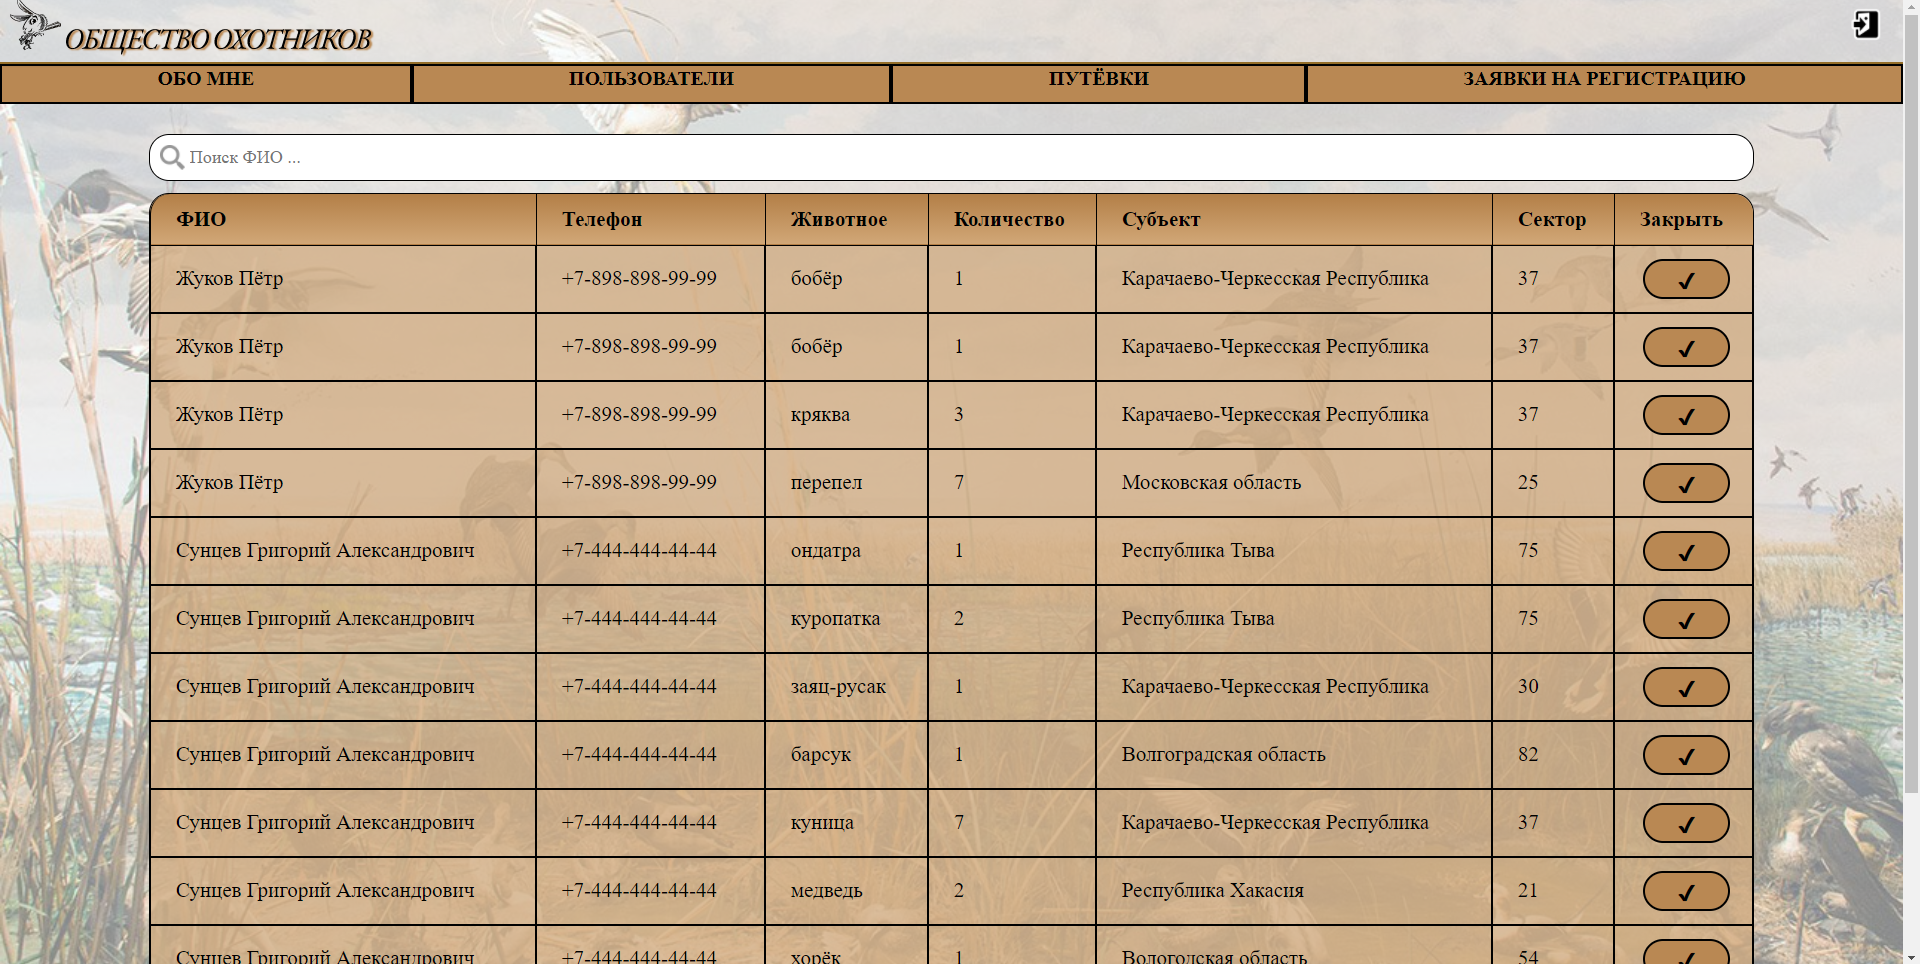 ОБЩЕСТВО ОХОТНИКОВ
ОБО МНЕ ПОЛЬЗОВАТЕЛИ ПУТЁВКИ ЗАЯВКИ НА РЕГИСТРАЦИЮ
Поиск ФИО ...
ФИО Телефон Животное Количество Субъект Сектор Закрыть
Жуков Пётр +7-898-898-99-99 бобёр 1 Карачаево-Черкесская Республика 37 ✔
Жуков Пётр +7-898-898-99-99 бобёр 1 Карачаево-Черкесская Республика 37 ✔
Жуков Пётр +7-898-898-99-99 кряква 3 Карачаево-Черкесская Республика 37 ✔
Жуков Пётр +7-898-898-99-99 перепел 7 Московская область 25 ✔
Сунцев Григорий Александрович +7-444-444-44-44 ондатра 1 Республика Тыва 75 ✔
Сунцев Григорий Александрович +7-444-444-44-44 куропатка 2 Республика Тыва 75 ✔
Сунцев Григорий Александрович +7-444-444-44-44 заяц-русак 1 Карачаево-Черкесская Республика 30 ✔
Сунцев Григорий Александрович +7-444-444-44-44 барсук 1 Волгоградская область 82 ✔
Сунцев Григорий Александрович +7-444-444-44-44 куница 7 Карачаево-Черкесская Республика 37 ✔
Сунцев Григорий Александрович +7-444-444-44-44 медведь 2 Республика Хакасия 21 ✔
Сунцев Григорий Александрович +7-444-444-44-44 хорёк 1 Вологодская область 54 ✔